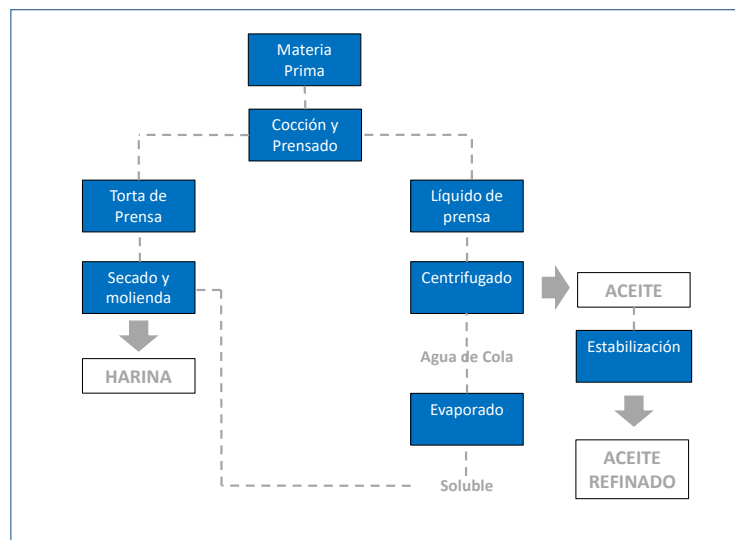 Materia
Prima
Cocción y
Prensado
Torta de
Prensa
Líquido de
prensa
Secado y
molienda
Centrifugado
ACEITE
Estabilización
HARINA
Agua de Cola
Evaporado
ACEITE
REFINADO
Soluble